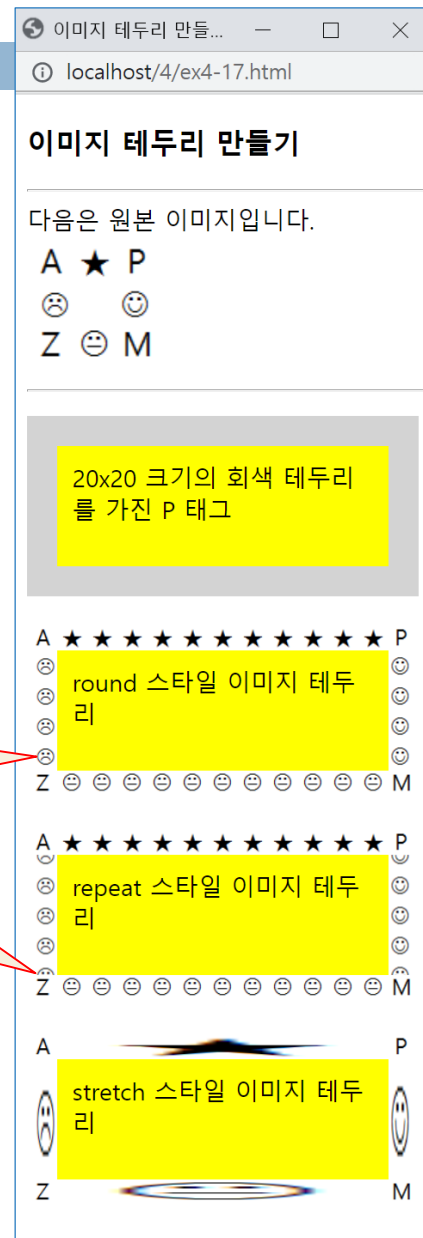 이미지 테두리 만들...
localhost/4/ex4-17.html
이미지 테두리 만들기
다음은 원본 이미지입니다.
A ★ P
☹ ☺
Z 😐 M
20x20 크기의 회색 테두리
를 가진 P 태그
A ★ ★ ★ ★ ★ ★ ★ ★ ★ ★ ★ P
round 스타일 이미지 테두
리
Z 😐 😐 😐 😐 😐 😐 😐 😐 😐 😐 😐 M
A ★ ★ ★ ★ ★ ★ ★ ★ ★ ★ ★ P
repeat 스타일 이미지 테두
리
Z 😐 😐 😐 😐 😐 😐 😐 😐 😐 😐 😐 M
A P
stretch 스타일 이미지 테두
리
Z M